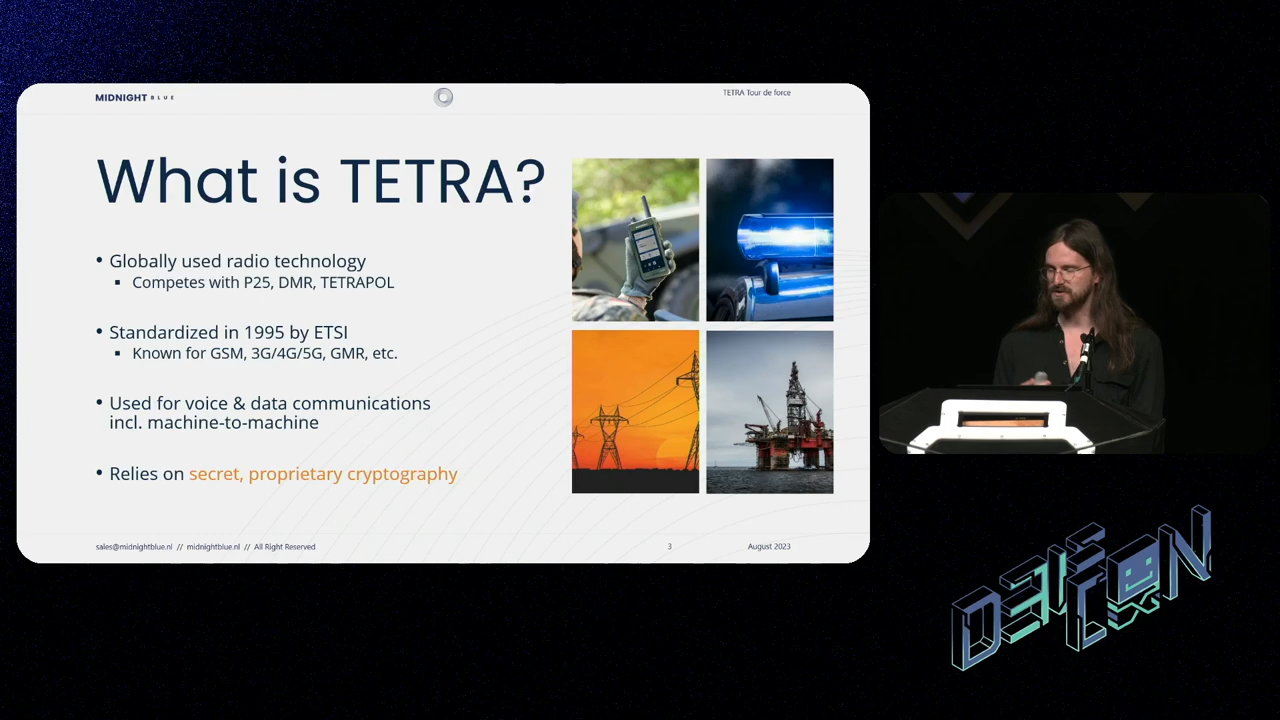 MIDNIGHT BLUE
TETRA Tour de force
What is TETRA?
• Globally used radio technology
▪ Competes with P25, DMR, TETRAPOL
• Standardized in 1995 by ETSI
▪ Known for GSM, 3G/4G/5G, GMR, etc.
• Used for voice & data communications
incl. machine-to-machine
• Relies on secret, proprietary cryptography
sales@midnightblue.nl // midnightblue.nl // All Right Reserved
3
August 2023
DEF
CON